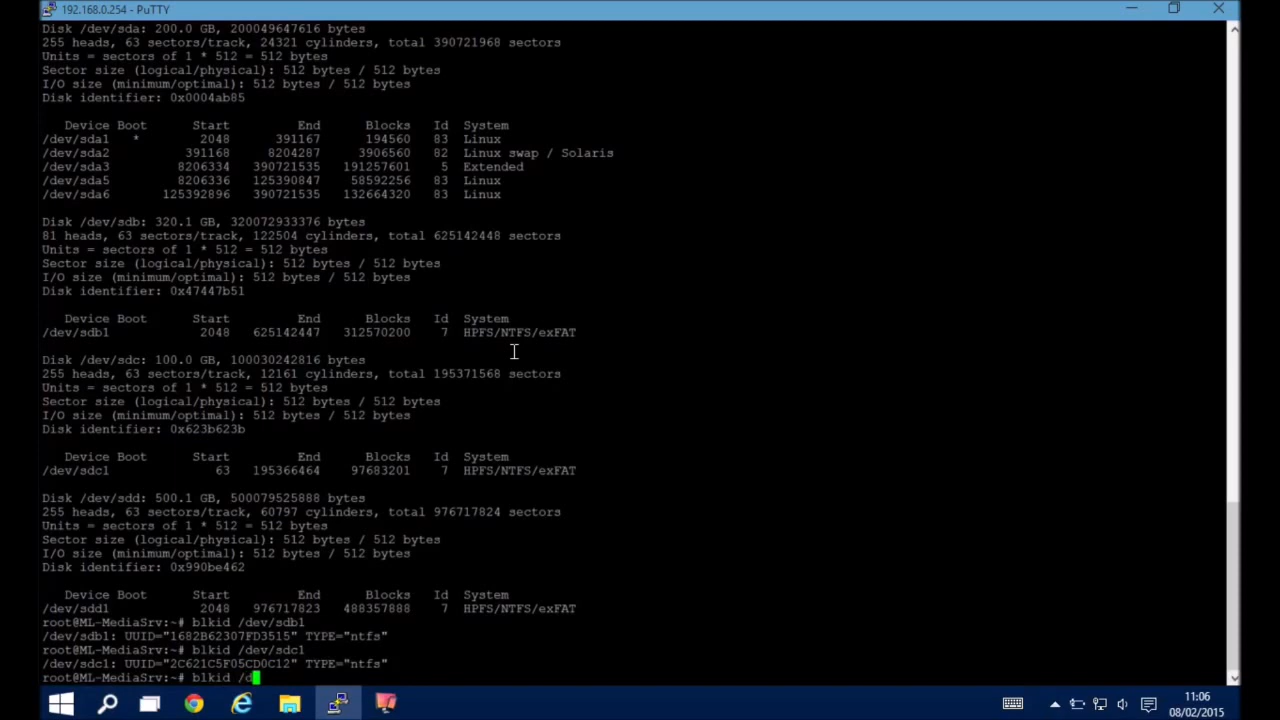 192.168.0.254 - PuTTY
Disk /dev/sda: 200.0 GB, 200049647616 bytes
255 heads, 63 sectors/track, 24321 cylinders, total 390721968 sectors
Units = sectors of 1 * 512 = 512 bytes
Sector size (logical/physical): 512 bytes / 512 bytes
I/O size (minimum/optimal): 512 bytes / 512 bytes
Disk identifier: 0x0004ab85
Device Boot Start End Blocks Id System
/dev/sda1 * 2048 391167 194560 83 Linux
/dev/sda2 391168 8204287 3906560 82 Linux swap / Solaris
/dev/sda3 8206334 390721535 191257601 5 Extended
/dev/sda5 8206336 125390847 58592256 83 Linux
/dev/sda6 125392896 390721535 132664320 83 Linux
Disk /dev/sdb: 320.1 GB, 320072933376 bytes
81 heads, 63 sectors/track, 122504 cylinders, total 625142448 sectors
Units = sectors of 1 * 512 = 512 bytes
Sector size (logical/physical): 512 bytes / 512 bytes
I/O size (minimum/optimal): 512 bytes / 512 bytes
Disk identifier: 0x47447b51
Device Boot Start End Blocks Id System
/dev/sdb1 2048 625142447 312570200 7 HPFS/NTFS/exFAT
Disk /dev/sdc: 100.0 GB, 100030242816 bytes
255 heads, 63 sectors/track, 12161 cylinders, total 195371568 sectors
Units = sectors of 1 * 512 = 512 bytes
Sector size (logical/physical): 512 bytes / 512 bytes
I/O size (minimum/optimal): 512 bytes / 512 bytes
Disk identifier: 0x623b623b
Device Boot Start End Blocks Id System
/dev/sdc1 63 195366464 97683201 7 HPFS/NTFS/exFAT
Disk /dev/sdd: 500.1 GB, 500079525888 bytes
255 heads, 63 sectors/track, 60797 cylinders, total 976717824 sectors
Units = sectors of 1 * 512 = 512 bytes
Sector size (logical/physical): 512 bytes / 512 bytes
I/O size (minimum/optimal): 512 bytes / 512 bytes
Disk identifier: 0x990be462
Device Boot Start End Blocks Id System
/dev/sdd1 2048 976717823 488357888 7 HPFS/NTFS/exFAT
root@ML-MediaSrv:~# blkid /dev/sdb1
/dev/sdb1: UUID="1682B62307FD3515" TYPE="ntfs"
root@ML-MediaSrv:~# blkid /dev/sdc1
/dev/sdc1: UUID="2C621C5F05CD0C12" TYPE="ntfs"
root@ML-MediaSrv:~# blkid /d
11:06
08/02/2015